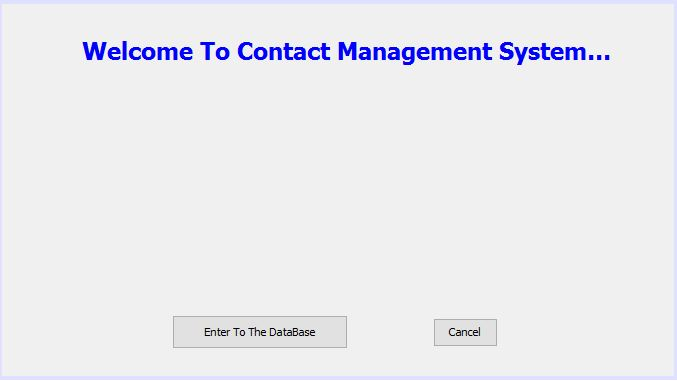 Welcome To Contact Management System...
Enter To The DataBase
Cancel